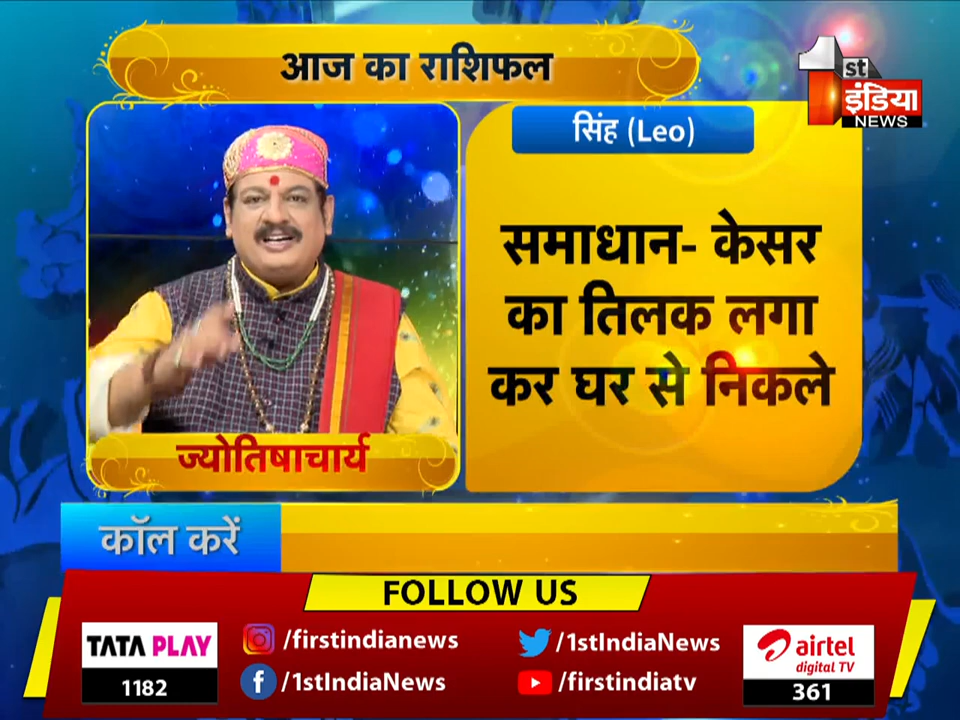 आज का राशिफल
1st
इंडिया
NEWS
सिंह (Leo)
समाधान- केसर
का तिलक लगा
कर घर से निकले
ज्योतिषाचार्य
कॉल करें
FOLLOW US
TATA PLAY
1182
/firstindianews
/1stIndiaNews
/1stIndiaNews
/firstindiatv
airtel
digital TV
361